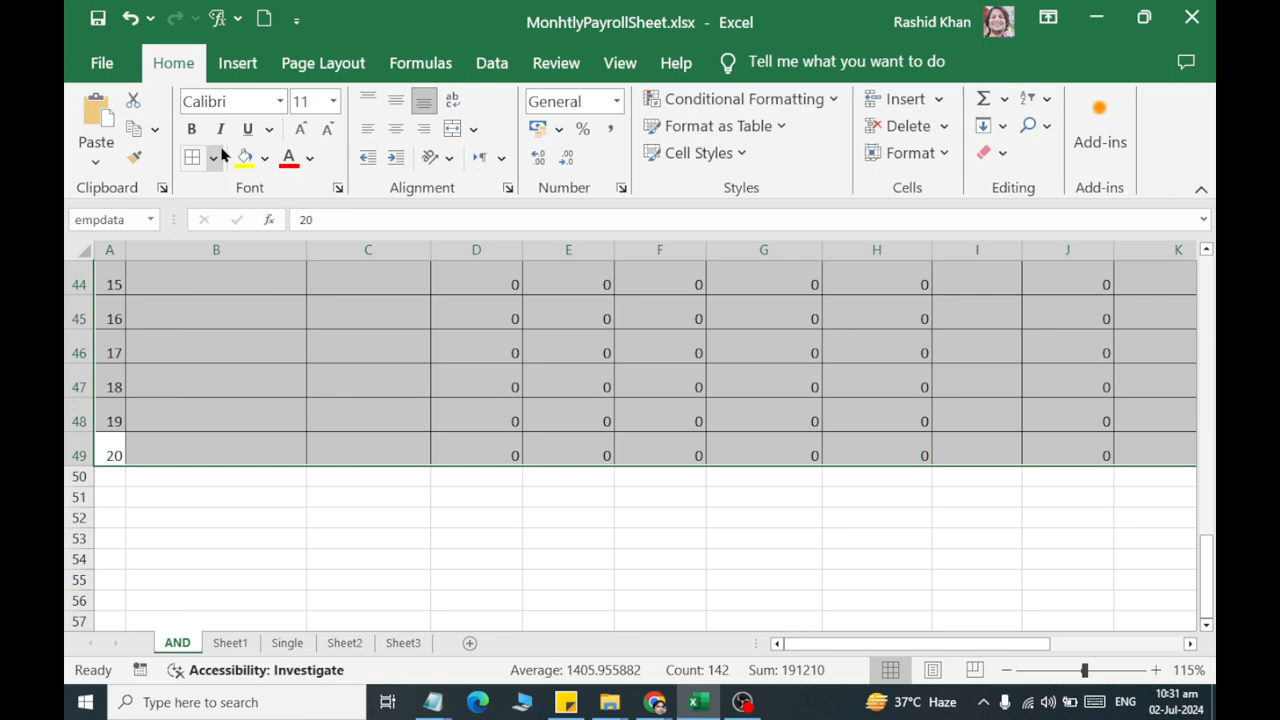 MonhtlyPayrollSheet.xlsx - Excel
Rashid Khan
File Home Insert Page Layout Formulas Data Review View Help Tell me what you want to do
Calibri 11 General Conditional Formatting Insert
Paste B I U ab c % , Format as Table Delete Add-ins
A Cell Styles Format
Clipboard Font Alignment Number Styles Cells Editing Add-ins
empdata fx 20
A B C D E F G H I J K
44 15 0 0 0 0 0 0
45 16 0 0 0 0 0 0
46 17 0 0 0 0 0 0
47 18 0 0 0 0 0 0
48 19 0 0 0 0 0 0
49 20 0 0 0 0 0 0
50
51
52
53
54
55
56
57
AND Sheet1 Single Sheet2 Sheet3
Ready Accessibility: Investigate Average: 1405.955882 Count: 142 Sum: 191210 115%
Type here to search 37°C Haze ENG 10:31 am
02-Jul-2024